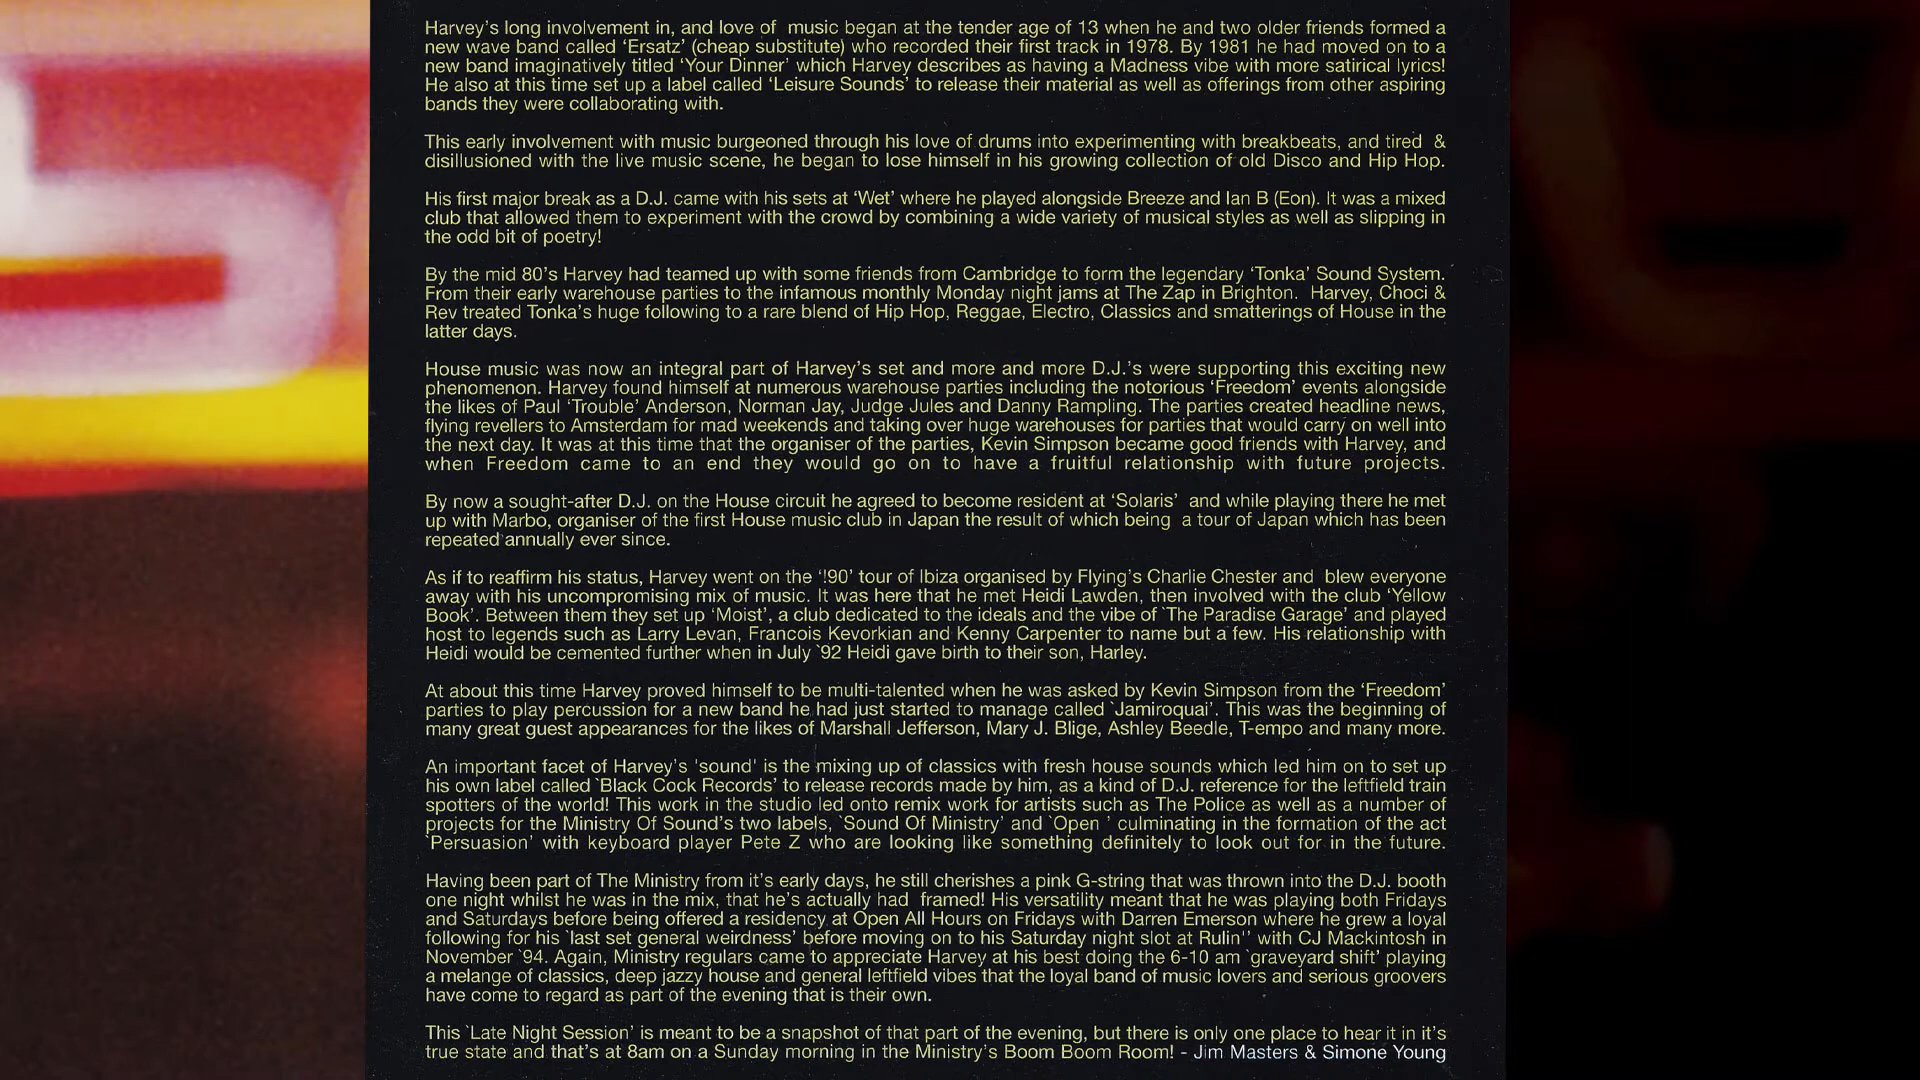 Harvey's long involvement in, and love of  music began at the tender age of 13 when he and two older friends formed a
new wave band called 'Ersatz' (cheap substitute) who recorded their first track in 1978. By 1981 he had moved on to a
new band imaginatively titled 'Your Dinner' which Harvey describes as having a Madness vibe with more satirical lyrics!
He also at this time set up a label called 'Leisure Sounds' to release their material as well as offerings from other aspiring
bands they were collaborating with.
This early involvement with music burgeoned through his love of drums into experimenting with breakbeats, and tired  &
disillusioned with the live music scene, he began to lose himself in his growing collection of old Disco and Hip Hop.
His first major break as a D.J. came with his sets at 'Wet' where he played alongside Breeze and Ian B (Eon). It was a mixed
club that allowed them to experiment with the crowd by combining a wide variety of musical styles as well as slipping in
the odd bit of poetry!
By the mid 80's Harvey had teamed up with some friends from Cambridge to form the legendary 'Tonka' Sound System.
From their early warehouse parties to the infamous monthly Monday night jams at The Zap in Brighton.  Harvey, Choci &
Rev treated Tonka's huge following to a rare blend of Hip Hop, Reggae, Electro, Classics and smatterings of House in the
latter days.
House music was now an integral part of Harvey's set and more and more D.J.'s were supporting this exciting new
phenomenon. Harvey found himself at numerous warehouse parties including the notorious 'Freedom' events alongside
the likes of Paul 'Trouble' Anderson, Norman Jay, Judge Jules and Danny Rampling. The parties created headline news,
flying revellers to Amsterdam for mad weekends and taking over huge warehouses for parties that would carry on well into
the next day. It was at this time that the organiser of the parties, Kevin Simpson became good friends with Harvey, and
when Freedom came to an end they would go on to have a fruitful relationship with future projects.
By now a sought-after D.J. on the House circuit he agreed to become resident at 'Solaris'  and while playing there he met
up with Marbo, organiser of the first House music club in Japan the result of which being  a tour of Japan which has been
repeated annually ever since.
As if to reaffirm his status, Harvey went on the '!90' tour of Ibiza organised by Flying's Charlie Chester and  blew everyone
away with his uncompromising mix of music. It was here that he met Heidi Lawden, then involved with the club 'Yellow
Book'. Between them they set up 'Moist', a club dedicated to the ideals and the vibe of `The Paradise Garage' and played
host to legends such as Larry Levan, Francois Kevorkian and Kenny Carpenter to name but a few. His relationship with
Heidi would be cemented further when in July `92 Heidi gave birth to their son, Harley.
At about this time Harvey proved himself to be multi-talented when he was asked by Kevin Simpson from the 'Freedom'
parties to play percussion for a new band he had just started to manage called `Jamiroquai'. This was the beginning of
many great guest appearances for the likes of Marshall Jefferson, Mary J. Blige, Ashley Beedle, T-empo and many more.
An important facet of Harvey's 'sound' is the mixing up of classics with fresh house sounds which led him on to set up
his own label called `Black Cock Records' to release records made by him, as a kind of D.J. reference for the leftfield train
spotters of the world! This work in the studio led onto remix work for artists such as The Police as well as a number of
projects for the Ministry Of Sound's two labels, `Sound Of Ministry' and `Open ' culminating in the formation of the act
`Persuasion' with keyboard player Pete Z who are looking like something definitely to look out for in the future.
Having been part of The Ministry from it's early days, he still cherishes a pink G-string that was thrown into the D.J. booth
one night whilst he was in the mix, that he's actually had  framed! His versatility meant that he was playing both Fridays
and Saturdays before being offered a residency at Open All Hours on Fridays with Darren Emerson where he grew a loyal
following for his `last set general weirdness' before moving on to his Saturday night slot at Rulin'' with CJ Mackintosh in
November `94. Again, Ministry regulars came to appreciate Harvey at his best doing the 6-10 am `graveyard shift' playing
a melange of classics, deep jazzy house and general leftfield vibes that the loyal band of music lovers and serious groovers
have come to regard as part of the evening that is their own.
This `Late Night Session' is meant to be a snapshot of that part of the evening, but there is only one place to hear it in it's
true state and that's at 8am on a Sunday morning in the Ministry's Boom Boom Room! - Jim Masters & Simone Young